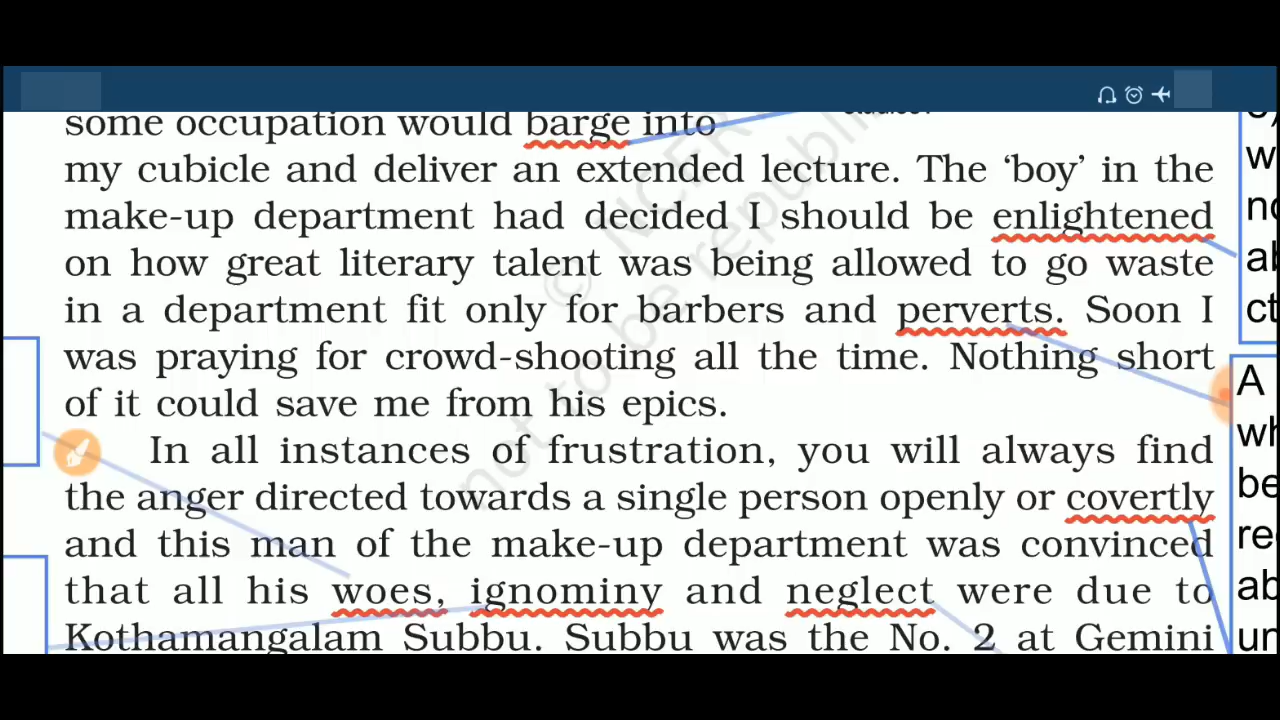 some occupation would barge into
my cubicle and deliver an extended lecture. The ‘boy’ in the
make-up department had decided I should be enlightened
on how great literary talent was being allowed to go waste
in a department fit only for barbers and perverts. Soon I
was praying for crowd-shooting all the time. Nothing short
of it could save me from his epics.
In all instances of frustration, you will always find
the anger directed towards a single person openly or covertly
and this man of the make-up department was convinced
that all his woes, ignominy and neglect were due to
Kothamangalam Subbu. Subbu was the No. 2 at Gemini
not to be republi
A